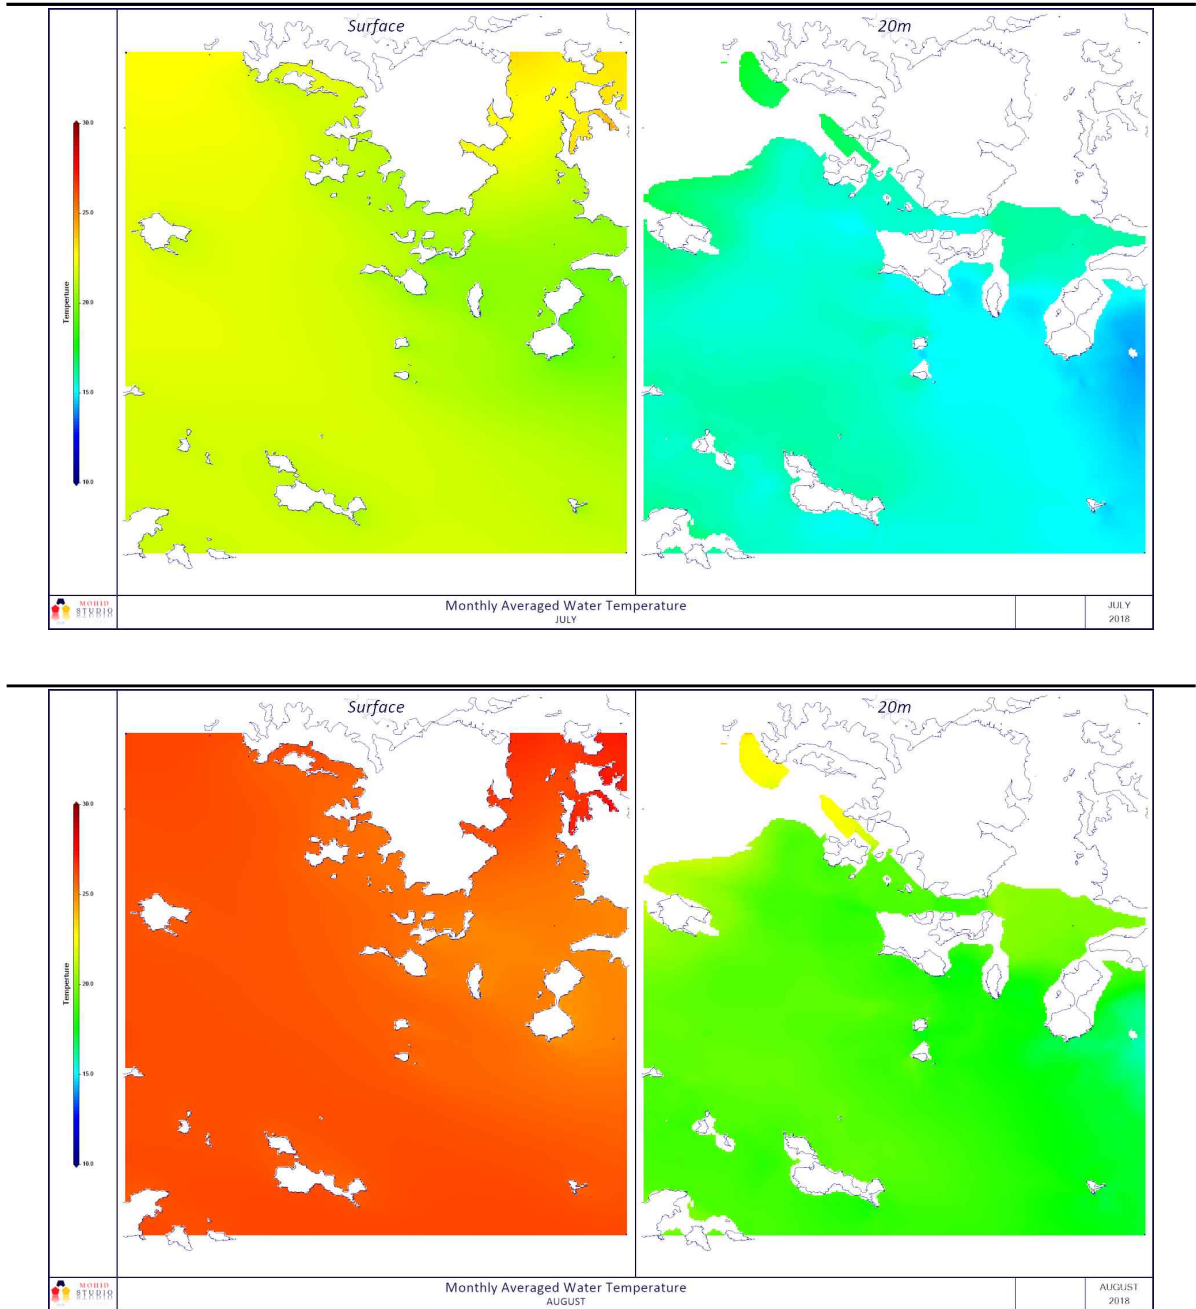 Surface
20m
30.0
25.0
20.0
15.0
10.0
Temperture
MOHID
STUDIO
Monthly Averaged Water Temperature
JULY
JULY
2018
Surface
20m
30.0
25.0
20.0
15.0
10.0
Temperture
MOHID
STUDIO
Monthly Averaged Water Temperature
AUGUST
AUGUST
2018